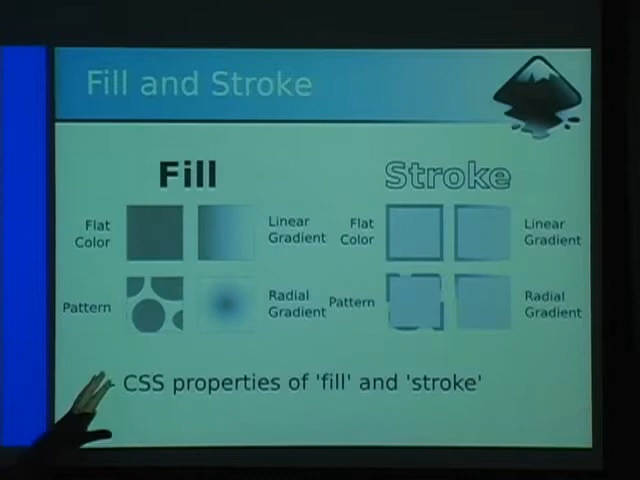 Fill and Stroke
Fill
Stroke
Flat
Color
Linear
Gradient
Flat
Color
Linear
Gradient
Pattern
Radial
Gradient
Pattern
Radial
Gradient
- CSS properties of 'fill' and 'stroke'